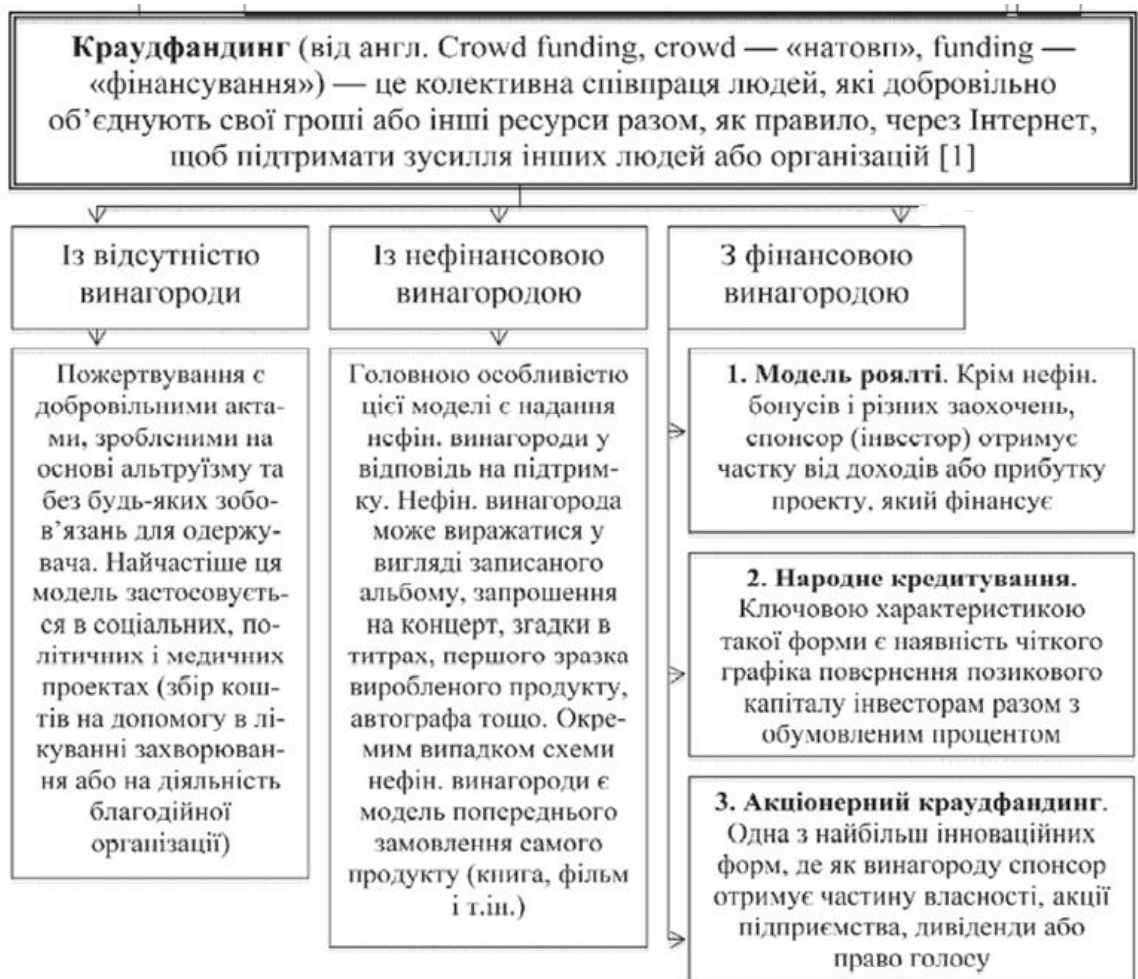 Краудфандинг (від англ. Crowd funding, crowd — «натовп», funding —
«фінансування») — це колективна співпраця людей, які добровільно
об’єднують свої гроші або інші ресурси разом, як правило, через Інтернет,
щоб підтримати зусилля інших людей або організацій [1]
Із відсутністю
винагороди
Із нефінансовою
винагородою
З фінансовою
винагородою
Пожертвування є
добровільними акта-
ми, зробленими на
основі альтруїзму та
без будь-яких зобо-
в’язань для одержу-
вача. Найчастіше ця
модель застосовуєть-
ся в соціальних, по-
літичних і медичних
проектах (збір кош-
тів на допомогу в лі-
куванні захворюван-
ня або на діяльність
благодійної
організації)
Головною особливістю
цієї моделі є надання
нефін. винагороди у
відповідь на підтрим-
ку. Нефін. винагорода
може виражатися у
вигляді записаного
альбому, запрошення
на концерт, згадки в
титрах, першого зразка
виробленого продукту,
автографа тощо. Окре-
мим випадком схеми
нефін. винагороди є
модель попереднього
замовлення самого
продукту (книга, фільм
і т.ін.)
1. Модель роялті. Крім нефін.
бонусів і різних заохочень,
спонсор (інвестор) отримує
частку від доходів або прибутку
проекту, який фінансує
2. Народне кредитування.
Ключовою характеристикою
такої форми є наявність чіткого
графіка повернення позикового
капіталу інвесторам разом з
обумовленим процентом
3. Акціонерний краудфандинг.
Одна з найбільш інноваційних
форм, де як винагороду спонсор
отримує частину власності, акції
підприємства, дивіденди або
право голосу